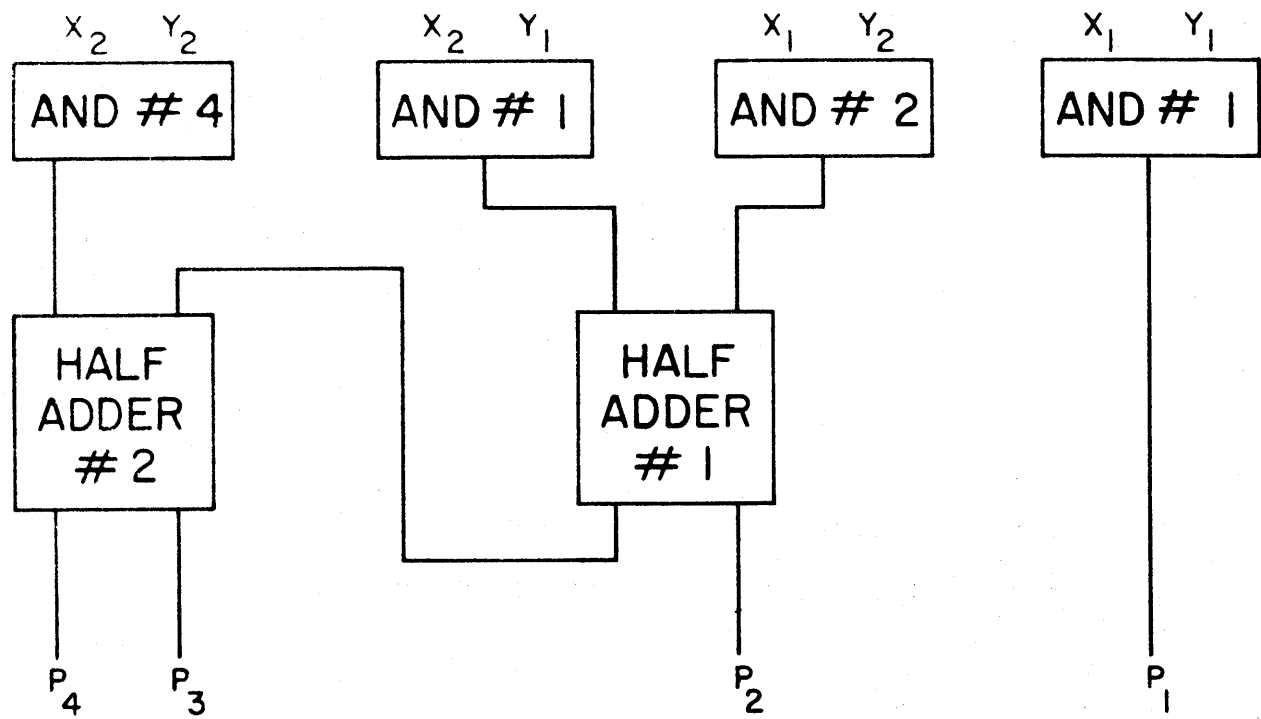 X2 Y2 X2 Y1 X1 Y2 X1 Y1
AND # 4 AND # 1 AND # 2 AND # 1
HALF
ADDER
# 2
HALF
ADDER
# 1
P4 P3 P2 P1